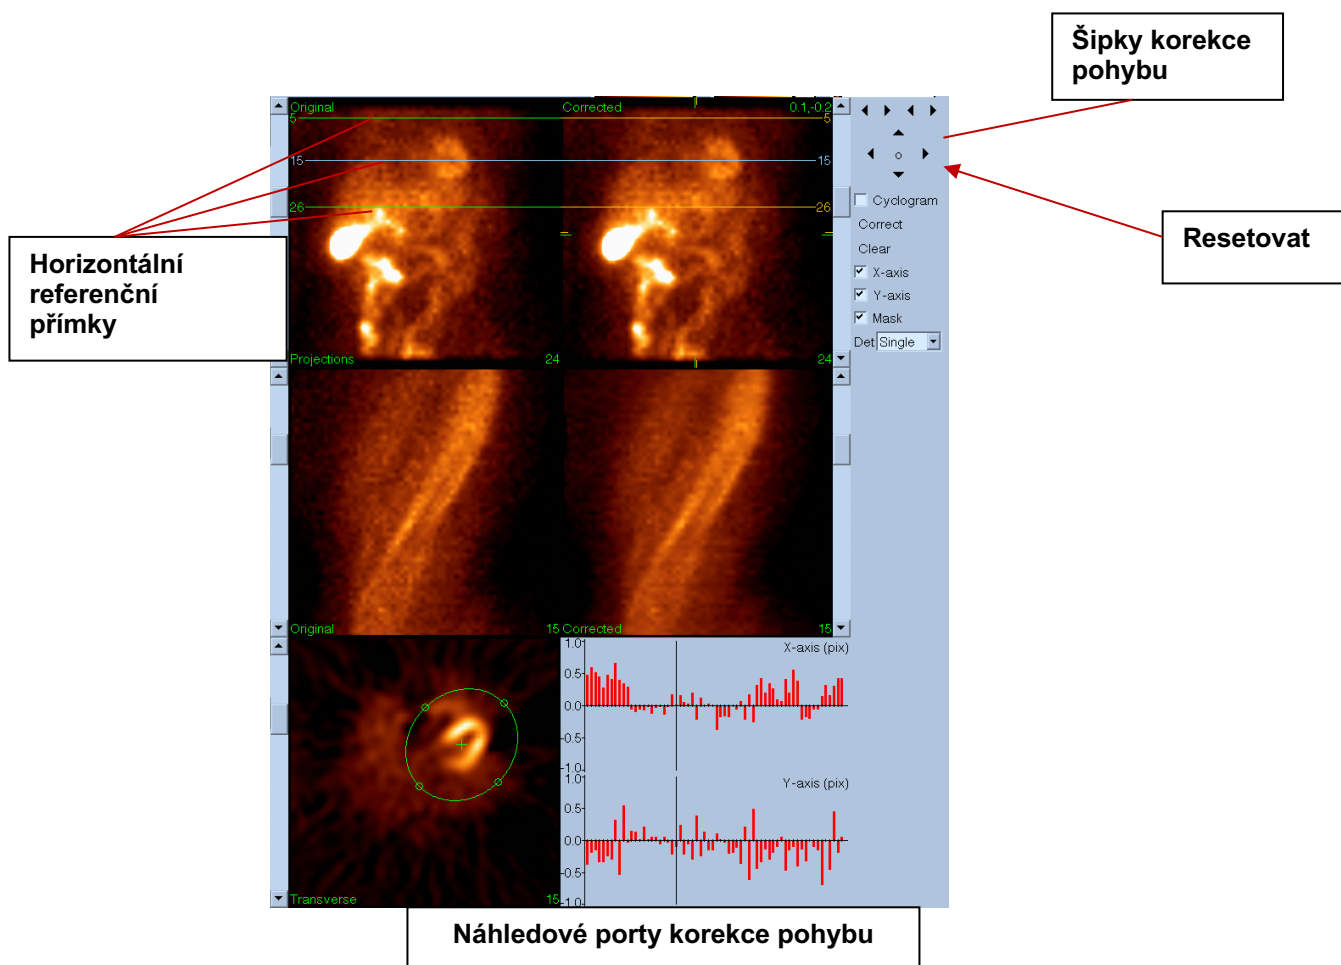 Šipky korekce
pohybu
Original
Corrected
0.1,-0.2
5
5
15
15
26
26
Cyclogram
Correct
Clear
X-axis
Y-axis
Mask
Det Single
Resetovat
Horizontální
referenční
přímky
Projections
24
24
Original
15
Corrected
15
X-axis (pix)
1.0
0.5
0.0
-0.5
-1.0
Y-axis (pix)
1.0
0.5
0.0
-0.5
-1.0
Transverse
15
Náhledové porty korekce pohybu